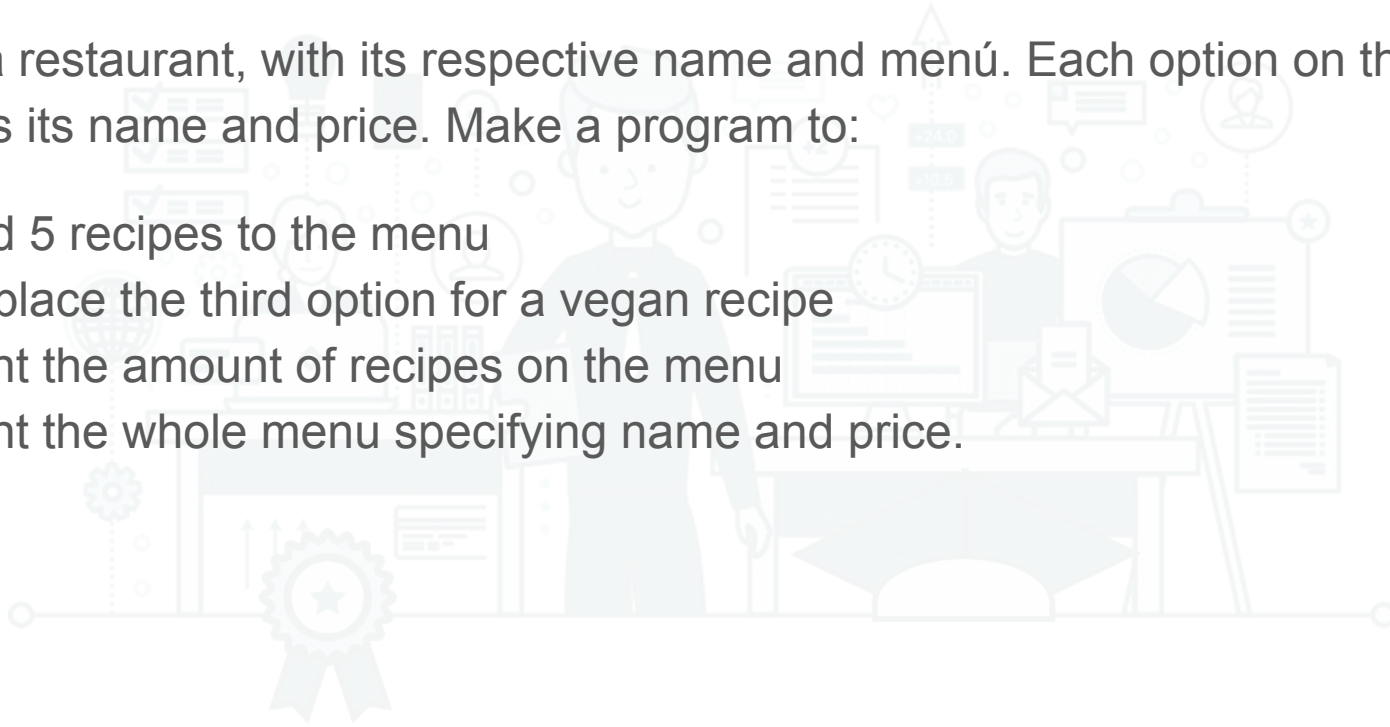 restaurant, with its respective name and menú. Each option on th
s its name and price. Make a program to:
d 5 recipes to the menu
place the third option for a vegan recipe
nt the amount of recipes on the menu
nt the whole menu specifying name and price.